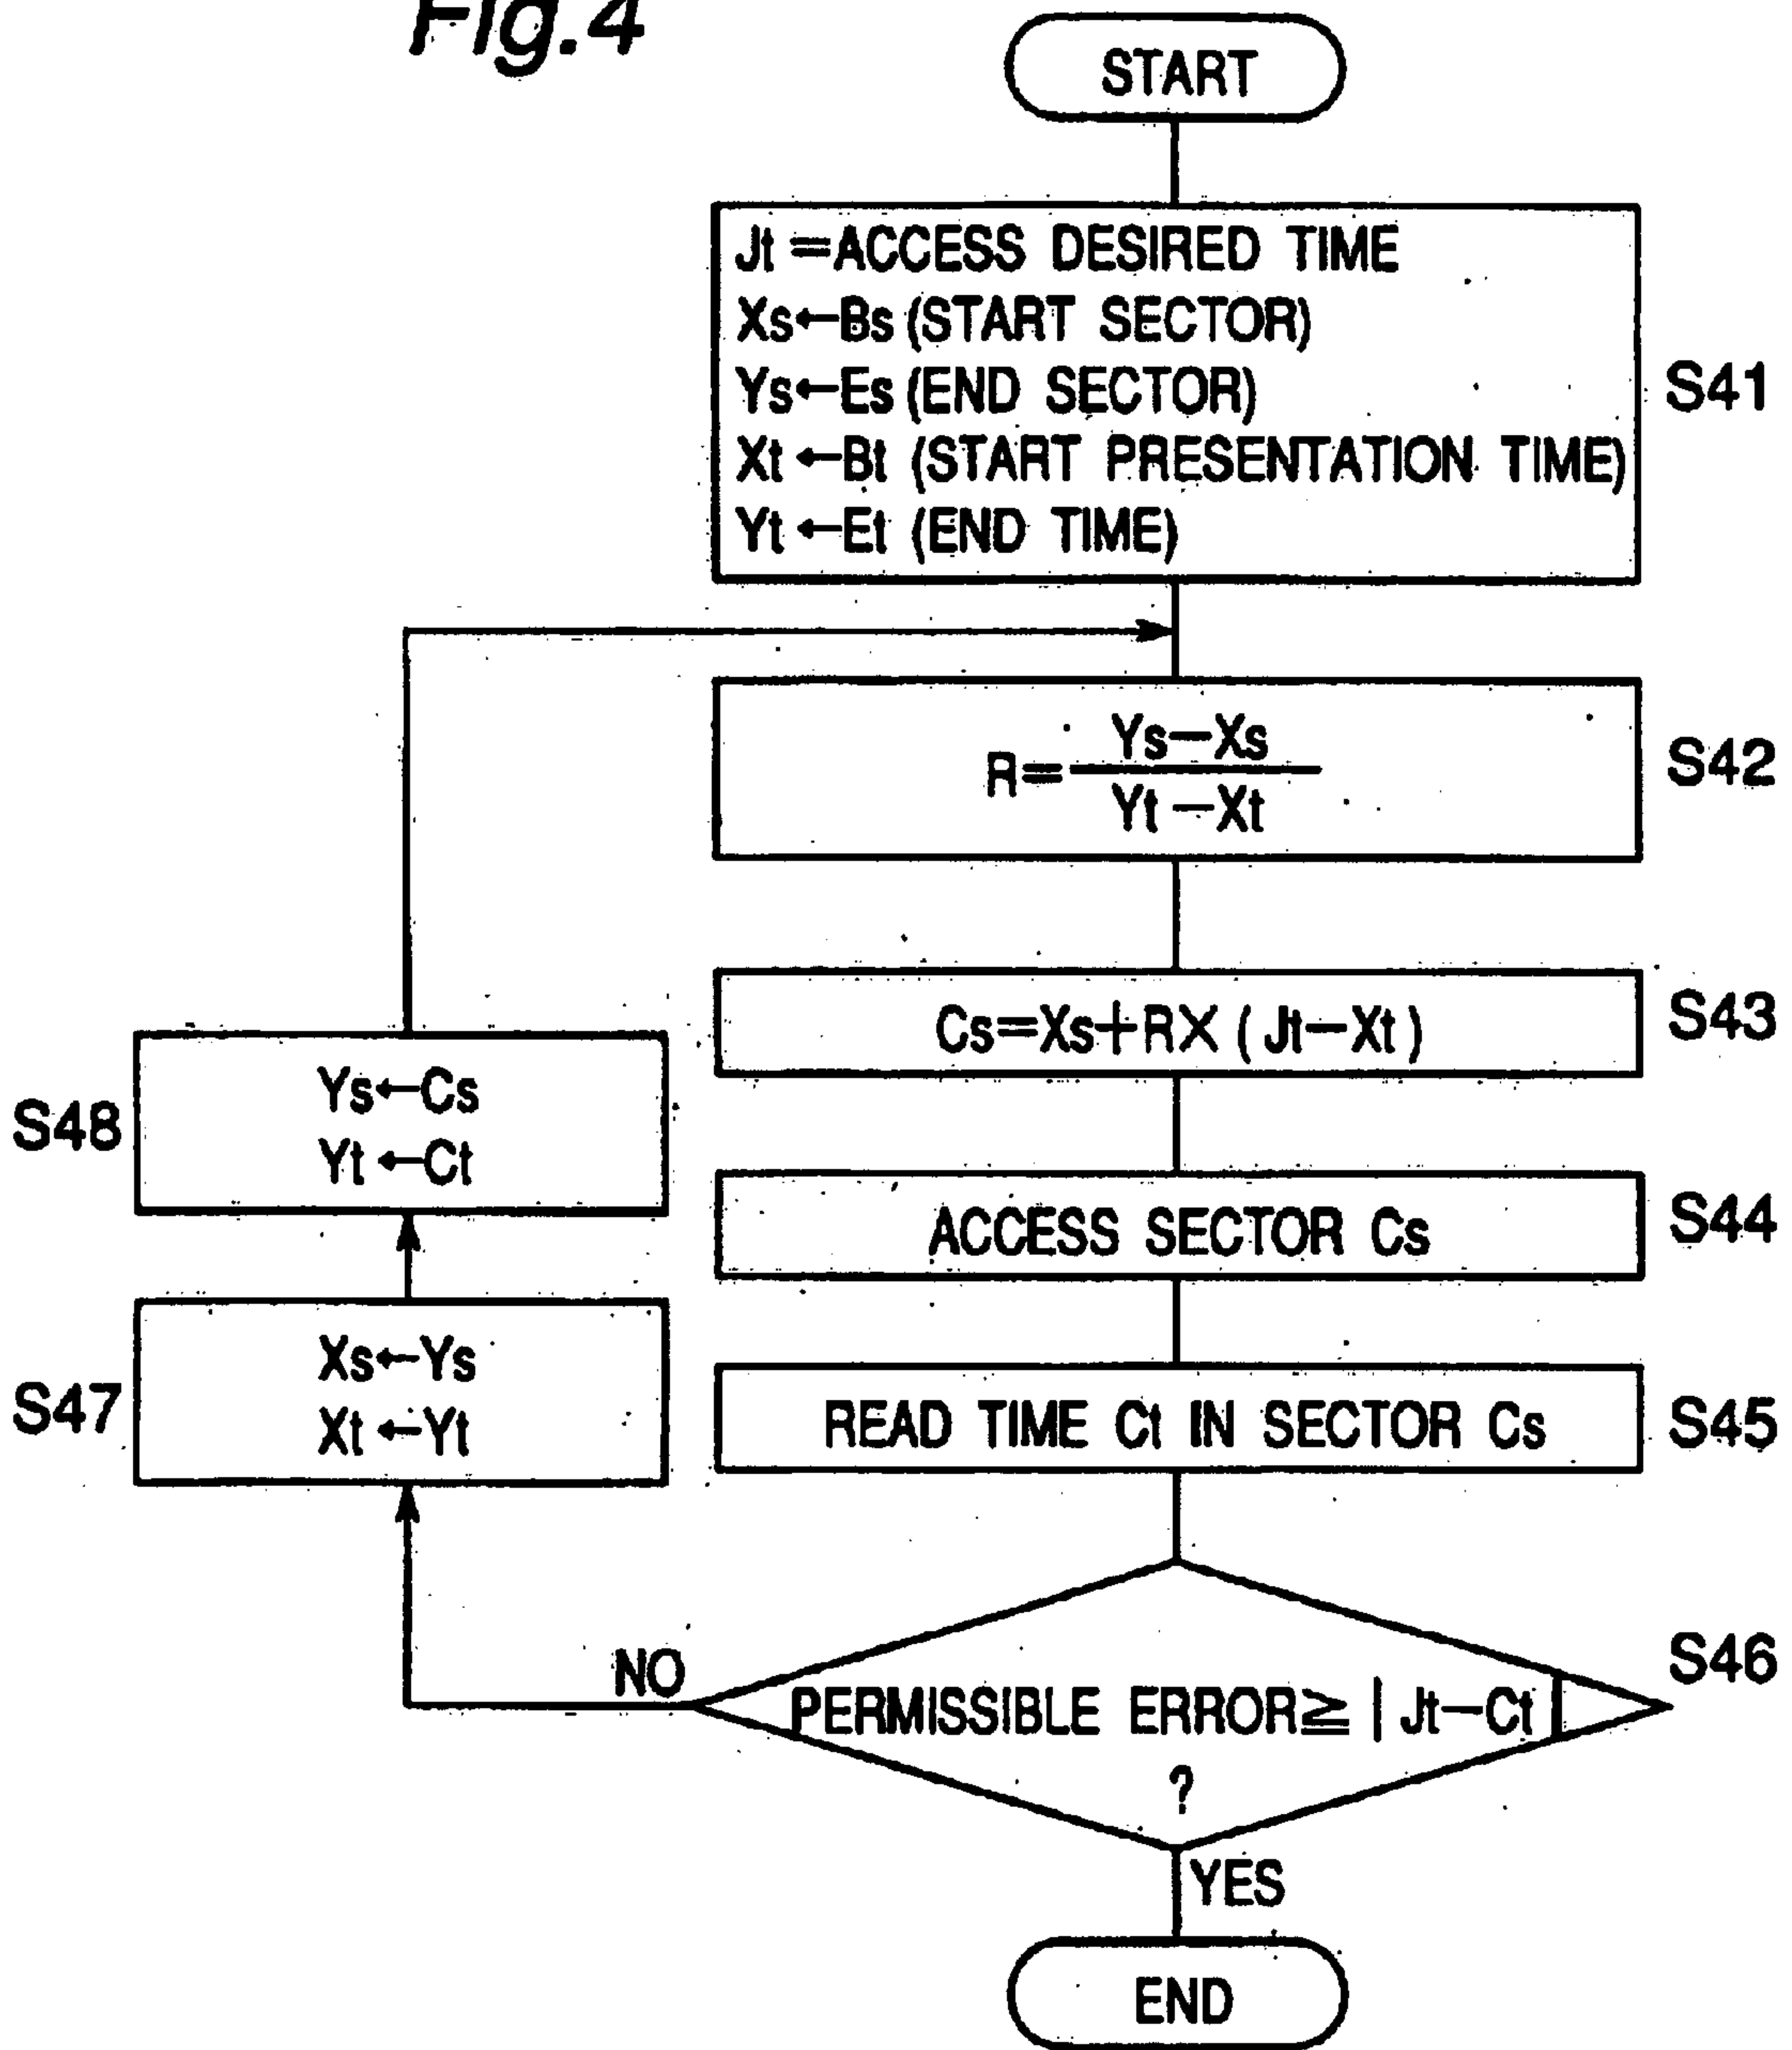 Fig.4
START
Jt =ACCESS DESIRED TIME
Xs←Bs (START SECTOR)
Ys←Es (END SECTOR)
Xt ←Bt (START PRESENTATION TIME)
Yt ←Et (END TIME)
S41
R= Ys−Xs
Yt −Xt
S42
Cs=Xs+R× ( Jt−Xt )
S43
ACCESS SECTOR Cs
S44
READ TIME Ct IN SECTOR Cs
S45
PERMISSIBLE ERROR≧ | Jt−Ct |
?
S46
NO
YES
Xs←Ys
Xt ←Yt
S47
Ys←Cs
Yt ←Ct
S48
END